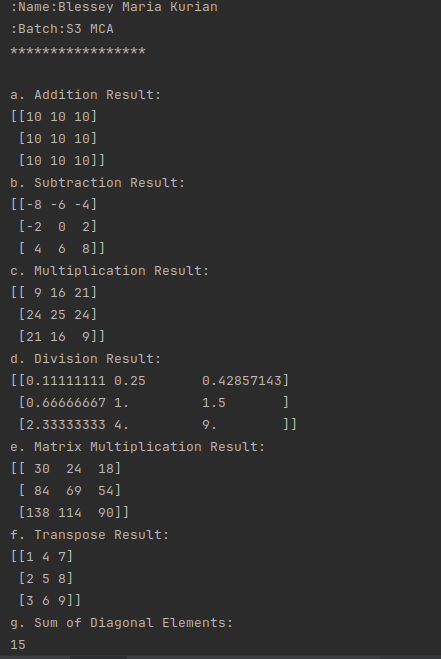 :Name:Blessey Maria Kurian
:Batch:S3 MCA
*****************
a. Addition Result:
[[10 10 10]
 [10 10 10]
 [10 10 10]]
b. Subtraction Result:
[[-8 -6 -4]
 [-2  0  2]
 [ 4  6  8]]
c. Multiplication Result:
[[ 9 16 21]
 [24 25 24]
 [21 16  9]]
d. Division Result:
[[0.11111111 0.25       0.42857143]
 [0.66666667 1.         1.5       ]
 [2.33333333 4.         9.        ]]
e. Matrix Multiplication Result:
[[ 30  24  18]
 [ 84  69  54]
 [138 114  90]]
f. Transpose Result:
[[1 4 7]
 [2 5 8]
 [3 6 9]]
g. Sum of Diagonal Elements:
15